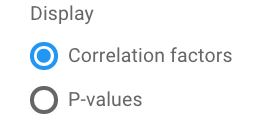 Display
Correlation factors
P-values